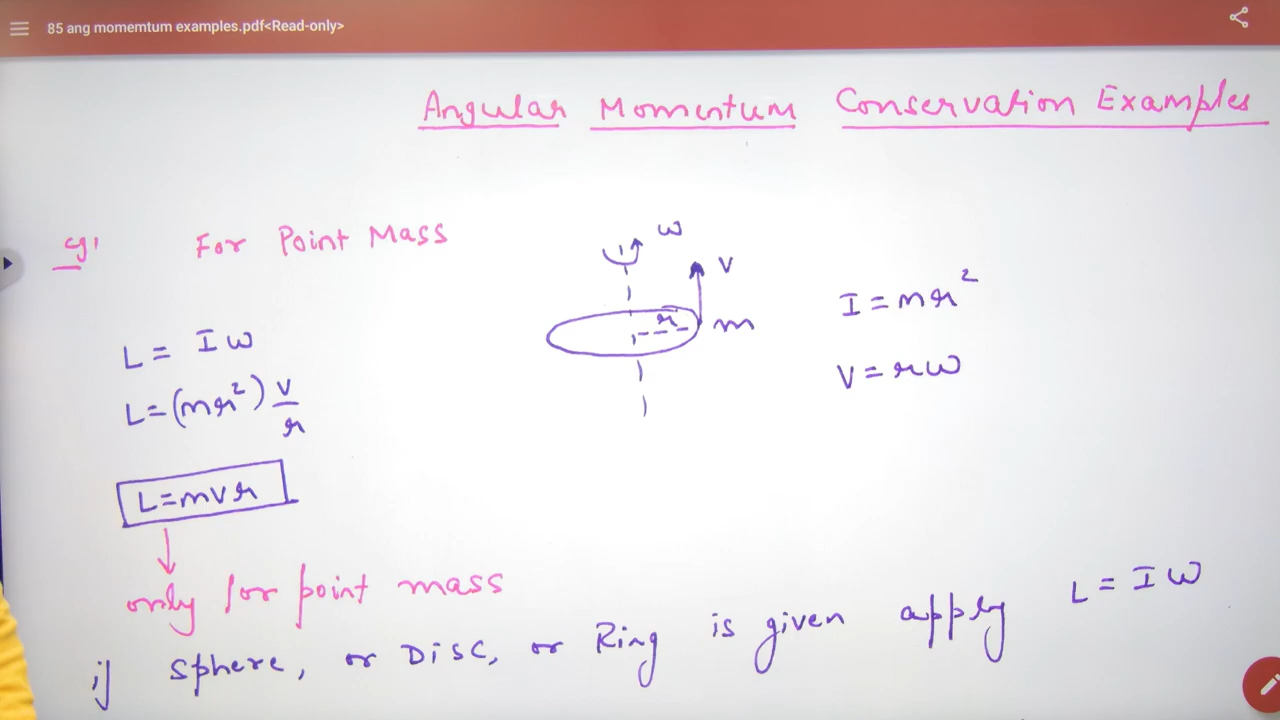 85 ang momemtum examples.pdf<Read-only>
Angular Momentum Conservation Examples
eg1 For Point Mass
ω
V
r
m
I = mr²
V = rω
L = Iω
L = (mr²) V/r
L = mvr
only for point mass
if sphere, or Disc, or Ring is given apply L = Iω